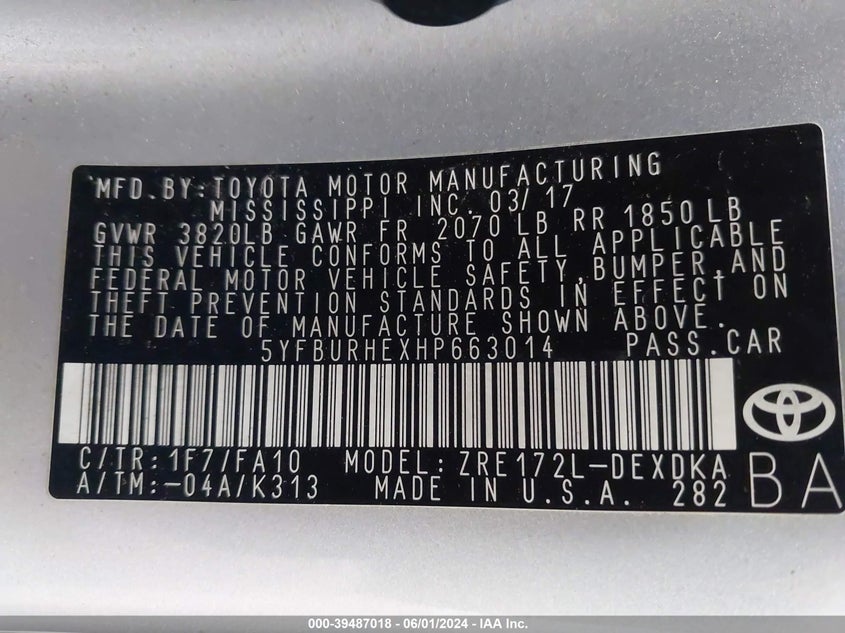 MFD.BY:TOYOTA MOTOR MANUFACTURING
MISSISSIPPI INC. 03/17
GVWR 3820LB GAWR FR 2070 LB RR 1850LB
THIS VEHICLE CONFORMS TO ALL APPLICABLE
FEDERAL MOTOR VEHICLE SAFETY,BUMPER,AND
THEFT PREVENTION STANDARDS IN EFFECT ON
THE DATE OF MANUFACTURE SHOWN ABOVE.
5YFBURHEXHP663014 PASS.CAR
C/TR:1F7/FA10 MODEL:ZRE172L-DEXDKA
A/TM:-04A/K313 MADE IN U.S.A. 282
BA
000-39487018 - 06/01/2024 - IAA Inc.